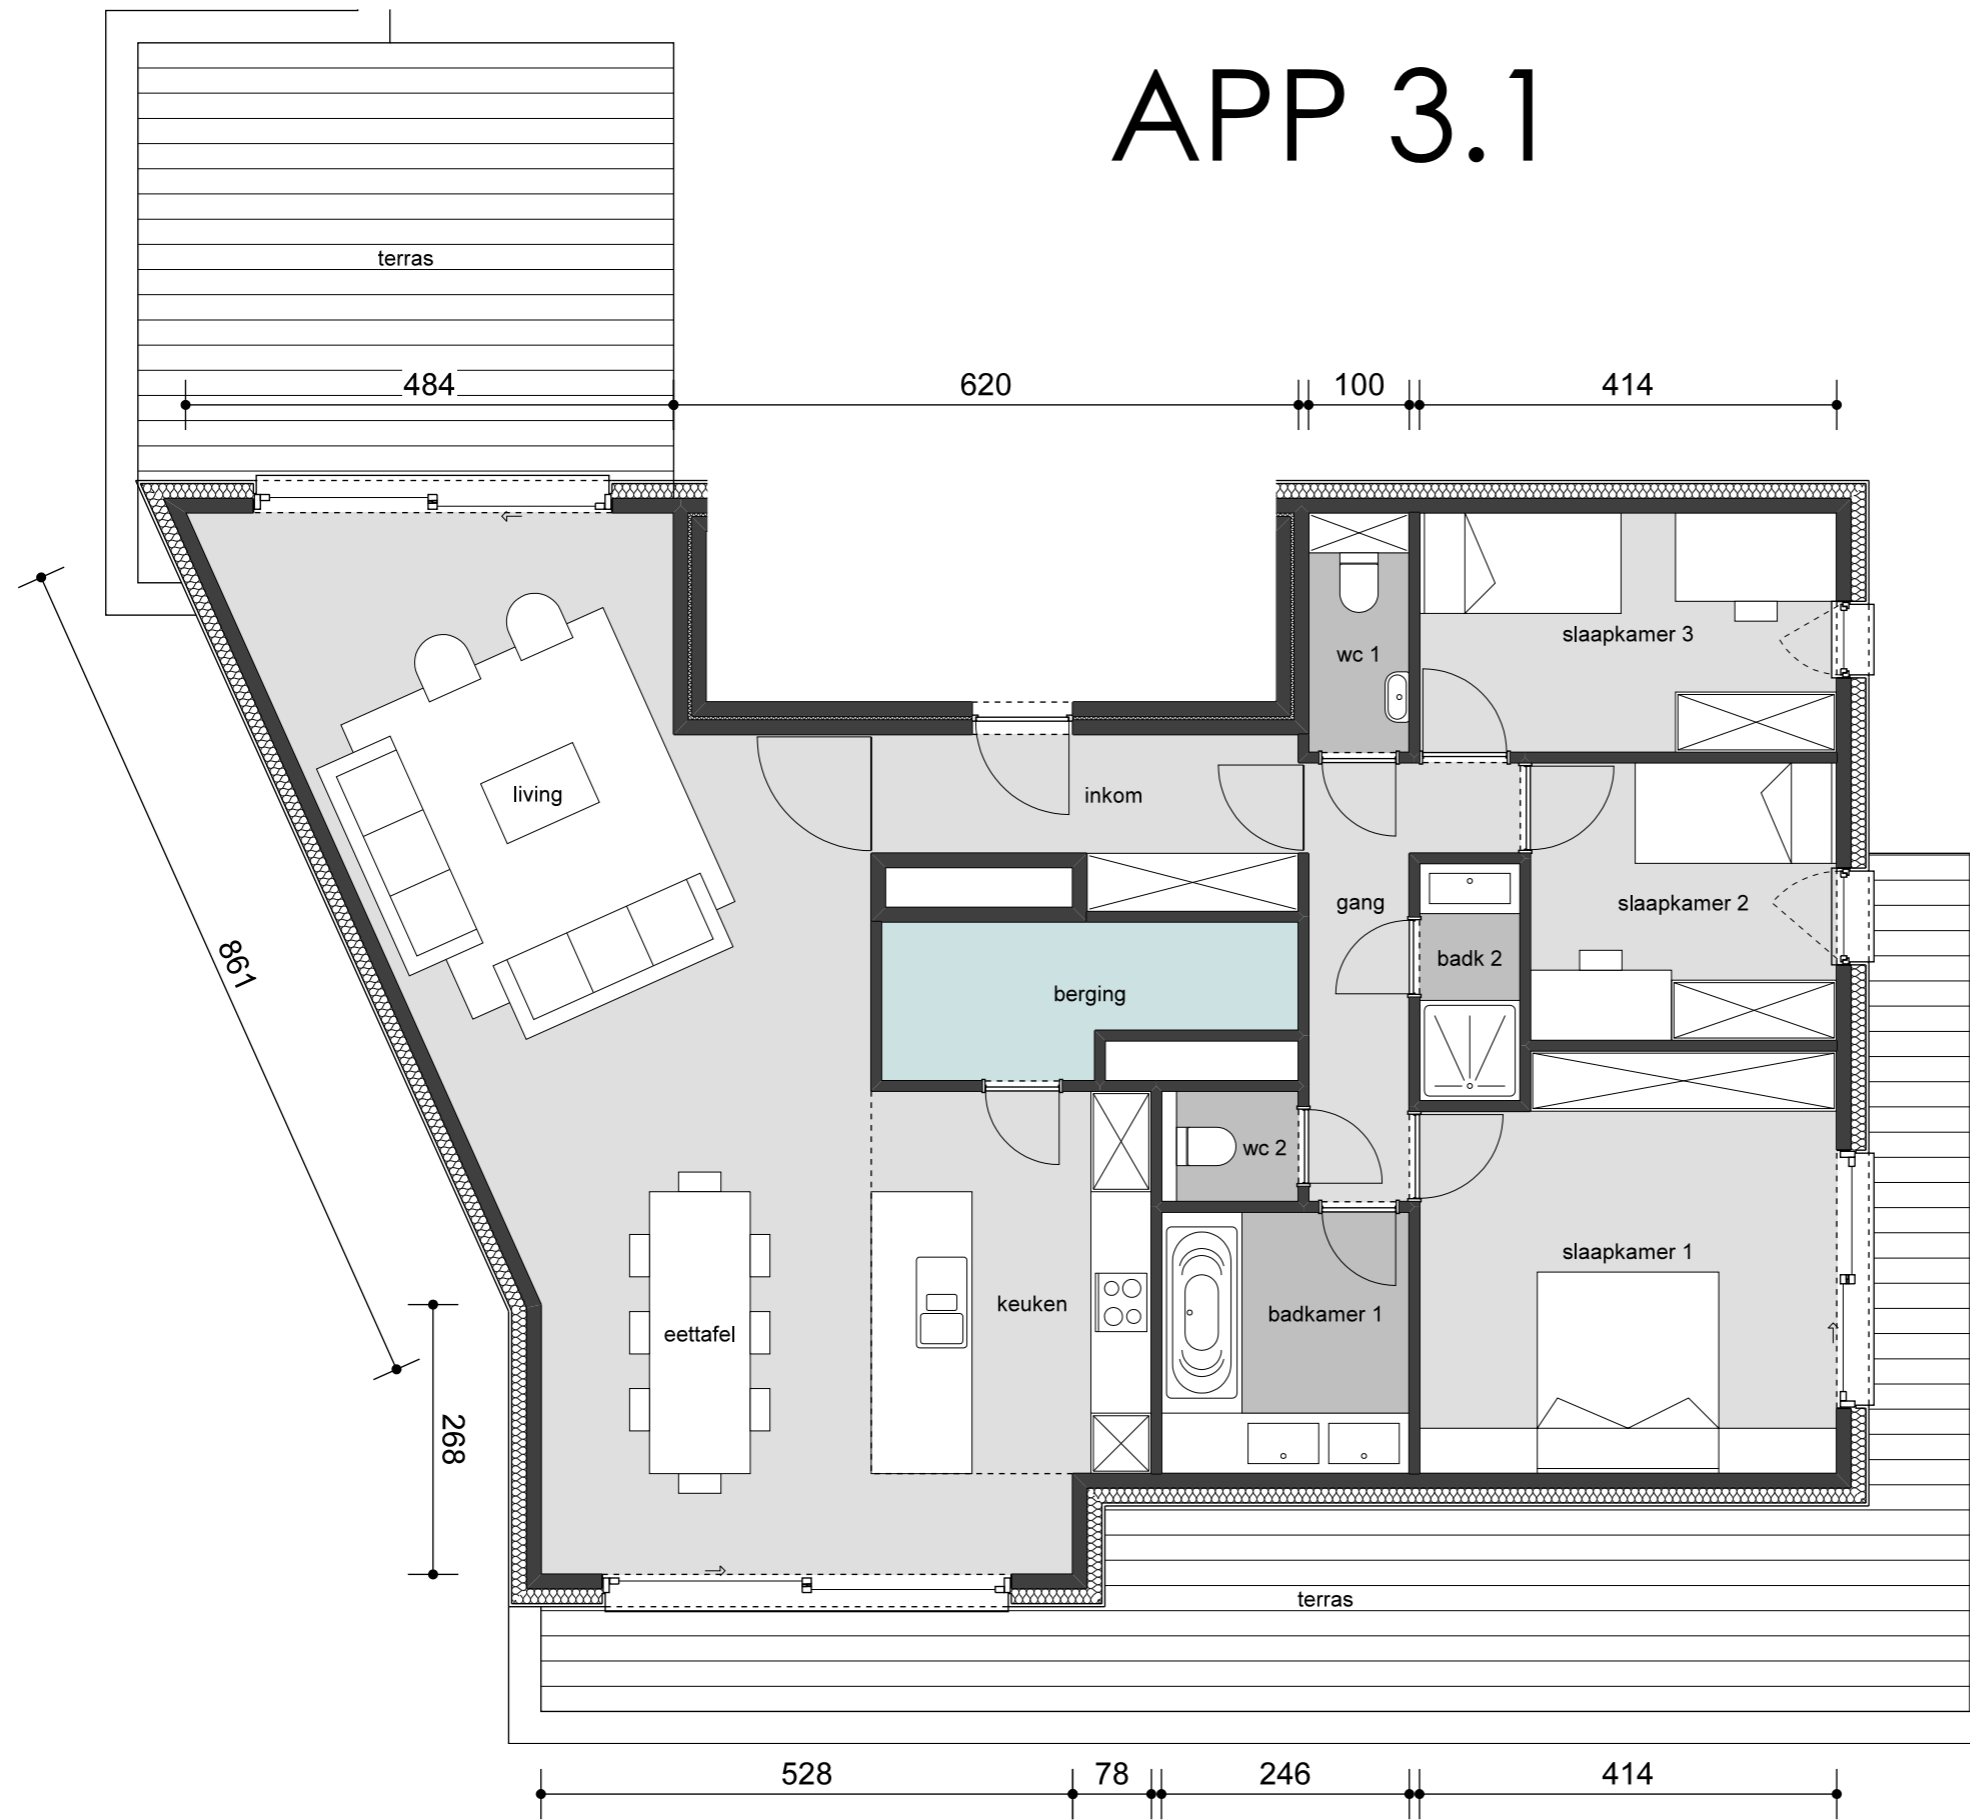 APP 3.1
terras
484
620
100
414
slaapkamer 3
wc 1
living
inkom
gang
slaapkamer 2
badk 2
861
berging
wc 2
slaapkamer 1
keuken
badkamer 1
eettafel
268
terras
528
78
246
414